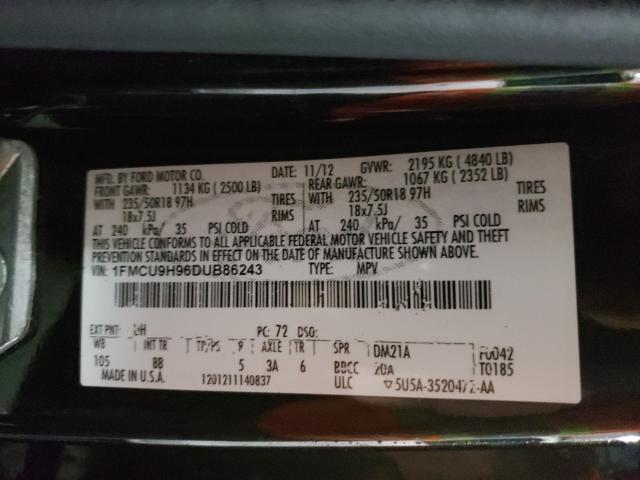 MFD. BY FORD MOTOR CO.
DATE: 11/12 GVWR: 2195 KG ( 4840 LB)
FRONT GAWR: 1134 KG ( 2500 LB)
REAR GAWR: 1067 KG ( 2352 LB)
WITH 235/50R18 97H TIRES
WITH 235/50R18 97H TIRES
18x7.5J RIMS
18x7.5J RIMS
AT 240 kPa/ 35 PSI COLD
AT 240 kPa/ 35 PSI COLD
THIS VEHICLE CONFORMS TO ALL APPLICABLE FEDERAL MOTOR VEHICLE SAFETY AND THEFT
PREVENTION STANDARDS IN EFFECT ON THE DATE OF MANUFACTURE SHOWN ABOVE.
VIN: 1FMCU9H96DUB86243 TYPE: MPV
EXT PNT: PC: 72 DSO:
WB INT TR TP/PS R AXLE TR SPR DM21A F0042
105 BB 5 3A 6 BDCC 20A T0185
MADE IN U.S.A. 1201211140837 ULC ▽5U5A-3520472-AA